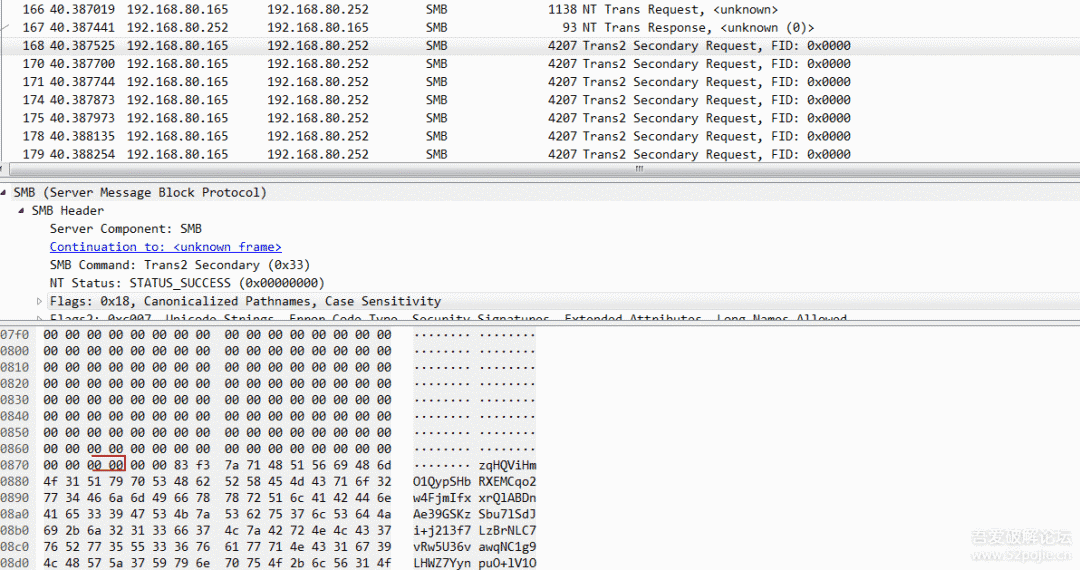 166 40.387019 192.168.80.165 192.168.80.252 SMB 1138 NT Trans Request, <unknown>
167 40.387441 192.168.80.252 192.168.80.165 SMB 93 NT Trans Response, <unknown (0)>
168 40.387525 192.168.80.165 192.168.80.252 SMB 4207 Trans2 Secondary Request, FID: 0x0000
170 40.387700 192.168.80.165 192.168.80.252 SMB 4207 Trans2 Secondary Request, FID: 0x0000
171 40.387744 192.168.80.165 192.168.80.252 SMB 4207 Trans2 Secondary Request, FID: 0x0000
174 40.387873 192.168.80.165 192.168.80.252 SMB 4207 Trans2 Secondary Request, FID: 0x0000
175 40.387973 192.168.80.165 192.168.80.252 SMB 4207 Trans2 Secondary Request, FID: 0x0000
178 40.388135 192.168.80.165 192.168.80.252 SMB 4207 Trans2 Secondary Request, FID: 0x0000
179 40.388254 192.168.80.165 192.168.80.252 SMB 4207 Trans2 Secondary Request, FID: 0x0000
SMB (Server Message Block Protocol)
SMB Header
Server Component: SMB
Continuation to: <unknown frame>
SMB Command: Trans2 Secondary (0x33)
NT Status: STATUS_SUCCESS (0x00000000)
Flags: 0x18, Canonicalized Pathnames, Case Sensitivity
Flags2: 0xc007, Unicode Strings, Error Code Type, Security Signatures, Extended Attributes, Long Names Allowed
07f0 00 00 00 00 00 00 00 00 00 00 00 00 00 00 00 00 ........ ........
0800 00 00 00 00 00 00 00 00 00 00 00 00 00 00 00 00 ........ ........
0810 00 00 00 00 00 00 00 00 00 00 00 00 00 00 00 00 ........ ........
0820 00 00 00 00 00 00 00 00 00 00 00 00 00 00 00 00 ........ ........
0830 00 00 00 00 00 00 00 00 00 00 00 00 00 00 00 00 ........ ........
0840 00 00 00 00 00 00 00 00 00 00 00 00 00 00 00 00 ........ ........
0850 00 00 00 00 00 00 00 00 00 00 00 00 00 00 00 00 ........ ........
0860 00 00 00 00 00 00 00 00 00 00 00 00 00 00 00 00 ........ ........
0870 00 00 00 00 00 00 83 f3 7a 71 48 51 56 69 48 6d ........ zqHQViHm
0880 4f 31 51 79 70 53 48 62 52 58 45 4d 43 71 6f 32 O1QypSHb RXEMCqo2
0890 77 34 46 6a 6d 49 66 78 78 72 51 6c 41 42 44 6e w4FjmIfx xrQlABDn
08a0 41 65 33 39 47 53 4b 7a 53 62 75 37 6c 53 64 4a Ae39GSKz Sbu7lSdJ
08b0 69 2b 6a 32 31 33 66 37 4c 7a 42 72 4e 4c 43 37 i+j213f7 LzBrNLC7
08c0 76 52 77 35 55 33 36 76 61 77 71 4e 43 31 67 39 vRw5U36v awqNC1g9
08d0 4c 48 57 5a 37 59 79 6e 70 75 4f 2b 6c 56 31 4f LHWZ7Yyn puO+lV1O
吾爱破解论坛
www.52pojie.cn